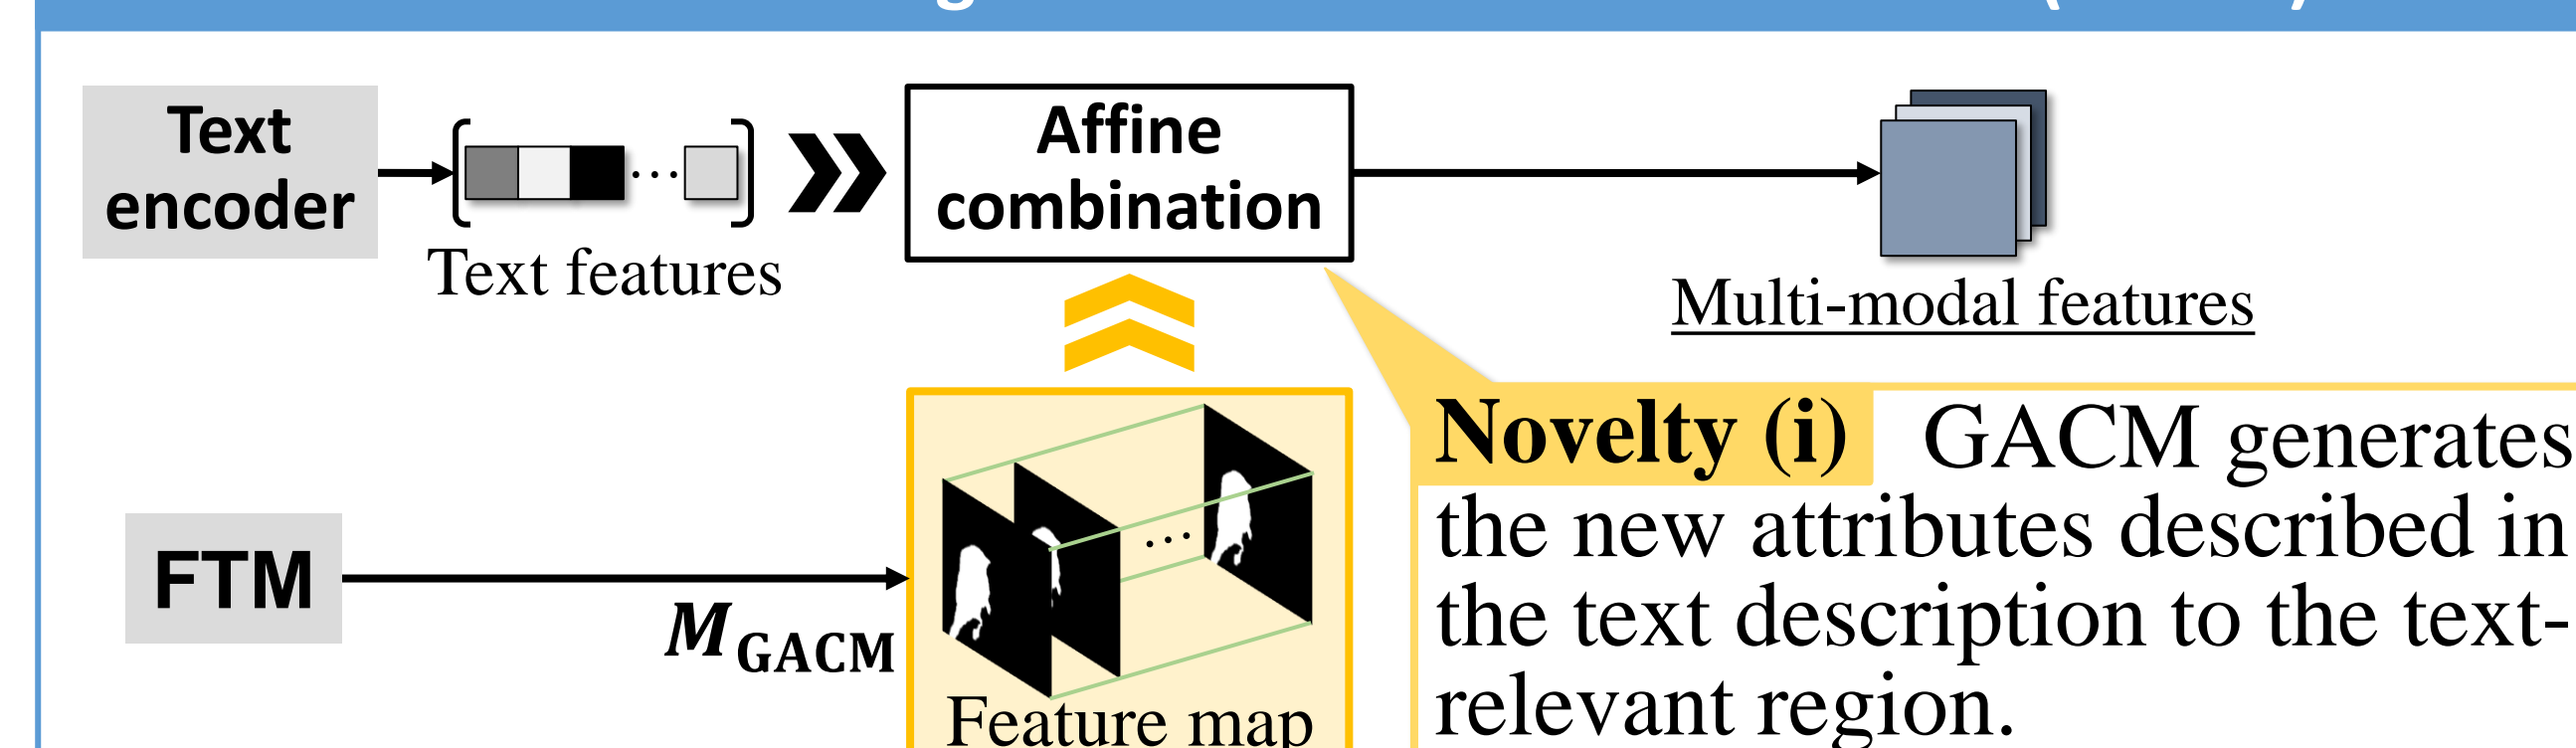 Text
encoder
Text features
Affine
combination
Multi-modal features
FTM
M GACM
Feature map
Novelty (i) GACM generates
the new attributes described in
the text description to the text-
relevant region.